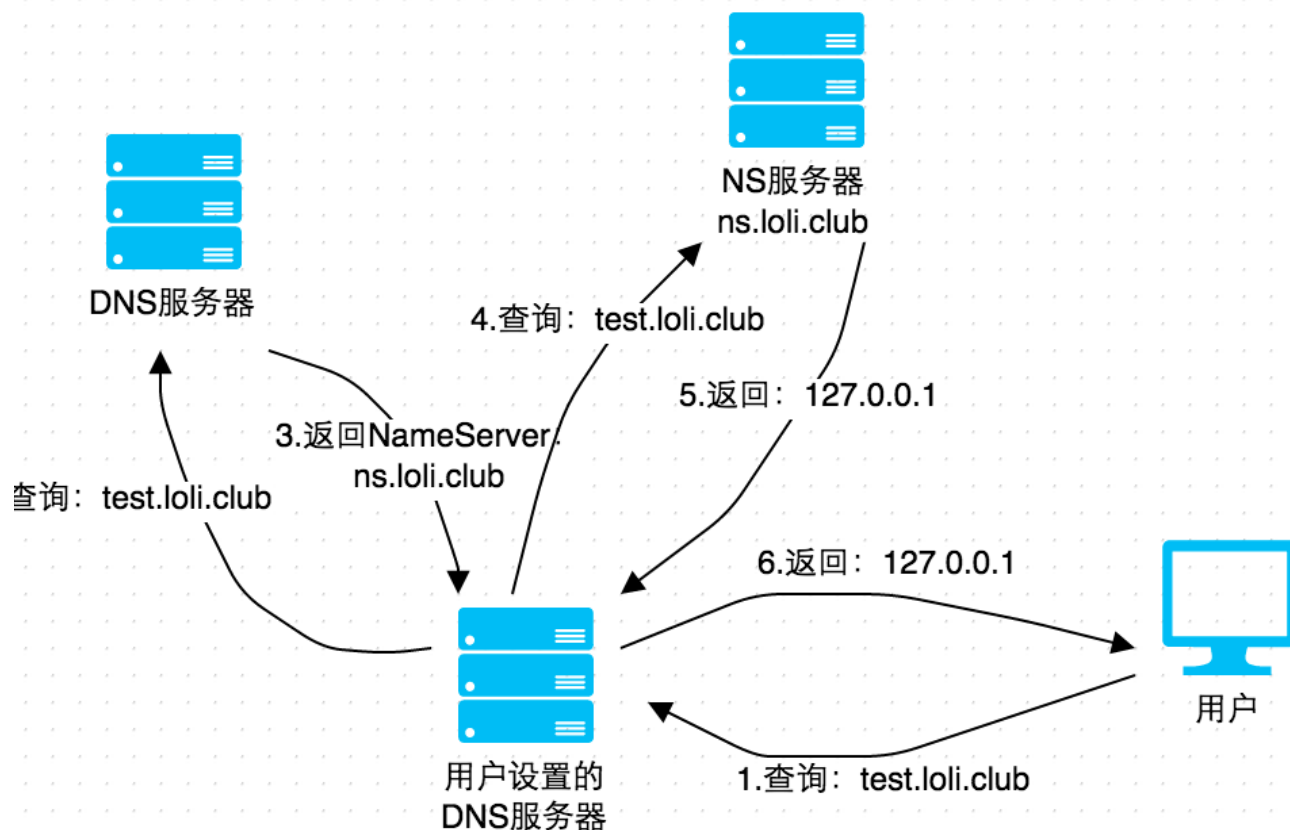 NS服务器
ns.loli.club
DNS服务器
4.查询：test.loli.club
5.返回：127.0.0.1
3.返回NameServer：
ns.loli.club
查询：test.loli.club
6.返回：127.0.0.1
用户
用户设置的
DNS服务器
1.查询：test.loli.club